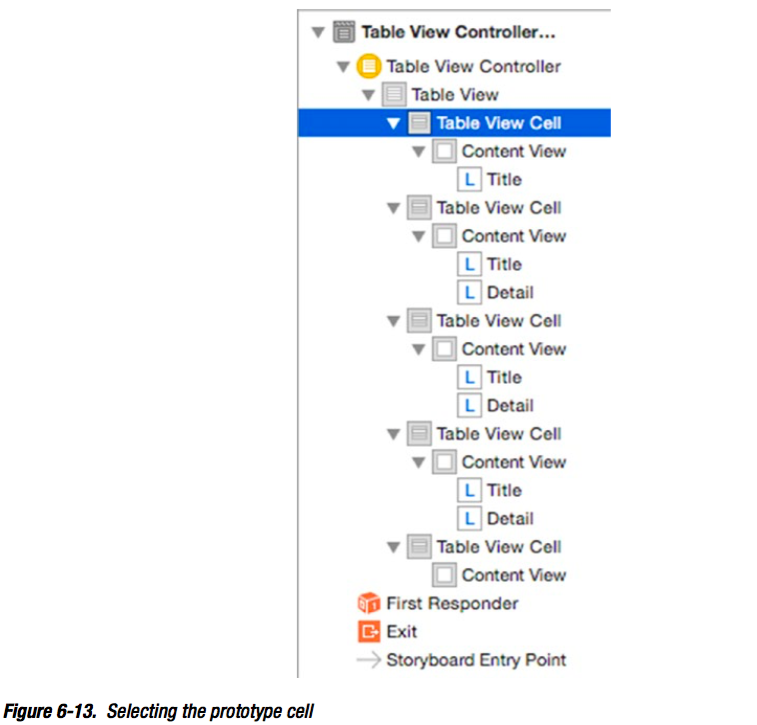 Table View Controller...
Table View Controller
Table View
Table View Cell
Content View
L Title
Table View Cell
Content View
L Title
L Detail
Table View Cell
Content View
L Title
L Detail
Table View Cell
Content View
L Title
L Detail
Table View Cell
Content View
First Responder
Exit
Storyboard Entry Point
Figure 6-13. Selecting the prototype cell